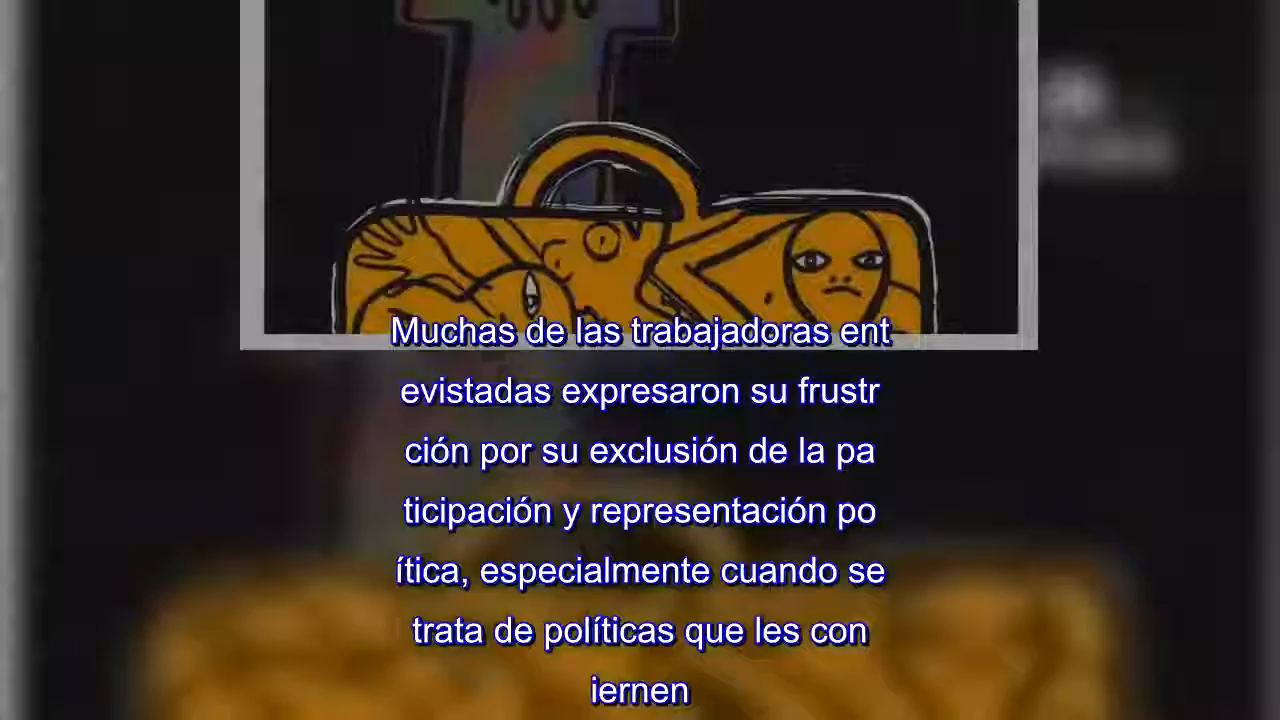 Muchas de las trabajadoras ent
evistadas expresaron su frustr
ción por su exclusión de la pa
ticipación y representación po
ítica, especialmente cuando se
trata de políticas que les con
iernen